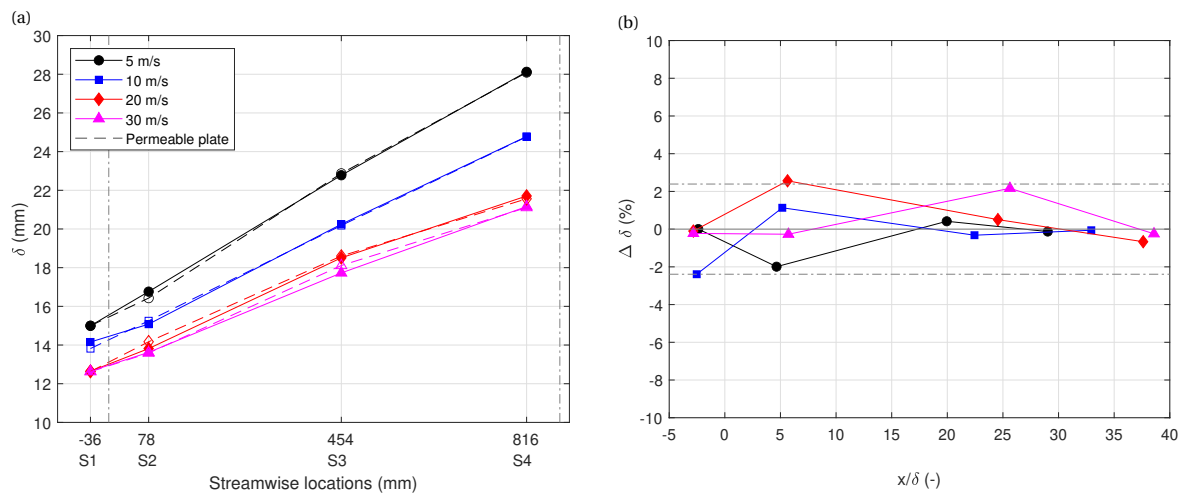 (a)
30
28
26
24
22
20
18
16
14
12
10
δ (mm)
5 m/s
10 m/s
20 m/s
30 m/s
Permeable plate
-36 78 454 816
S1 S2 S3 S4
Streamwise locations (mm)
(b)
10
8
6
4
2
0
-2
-4
-6
-8
-10
Δ δ (%)
-5 0 5 10 15 20 25 30 35 40
x/δ (-)